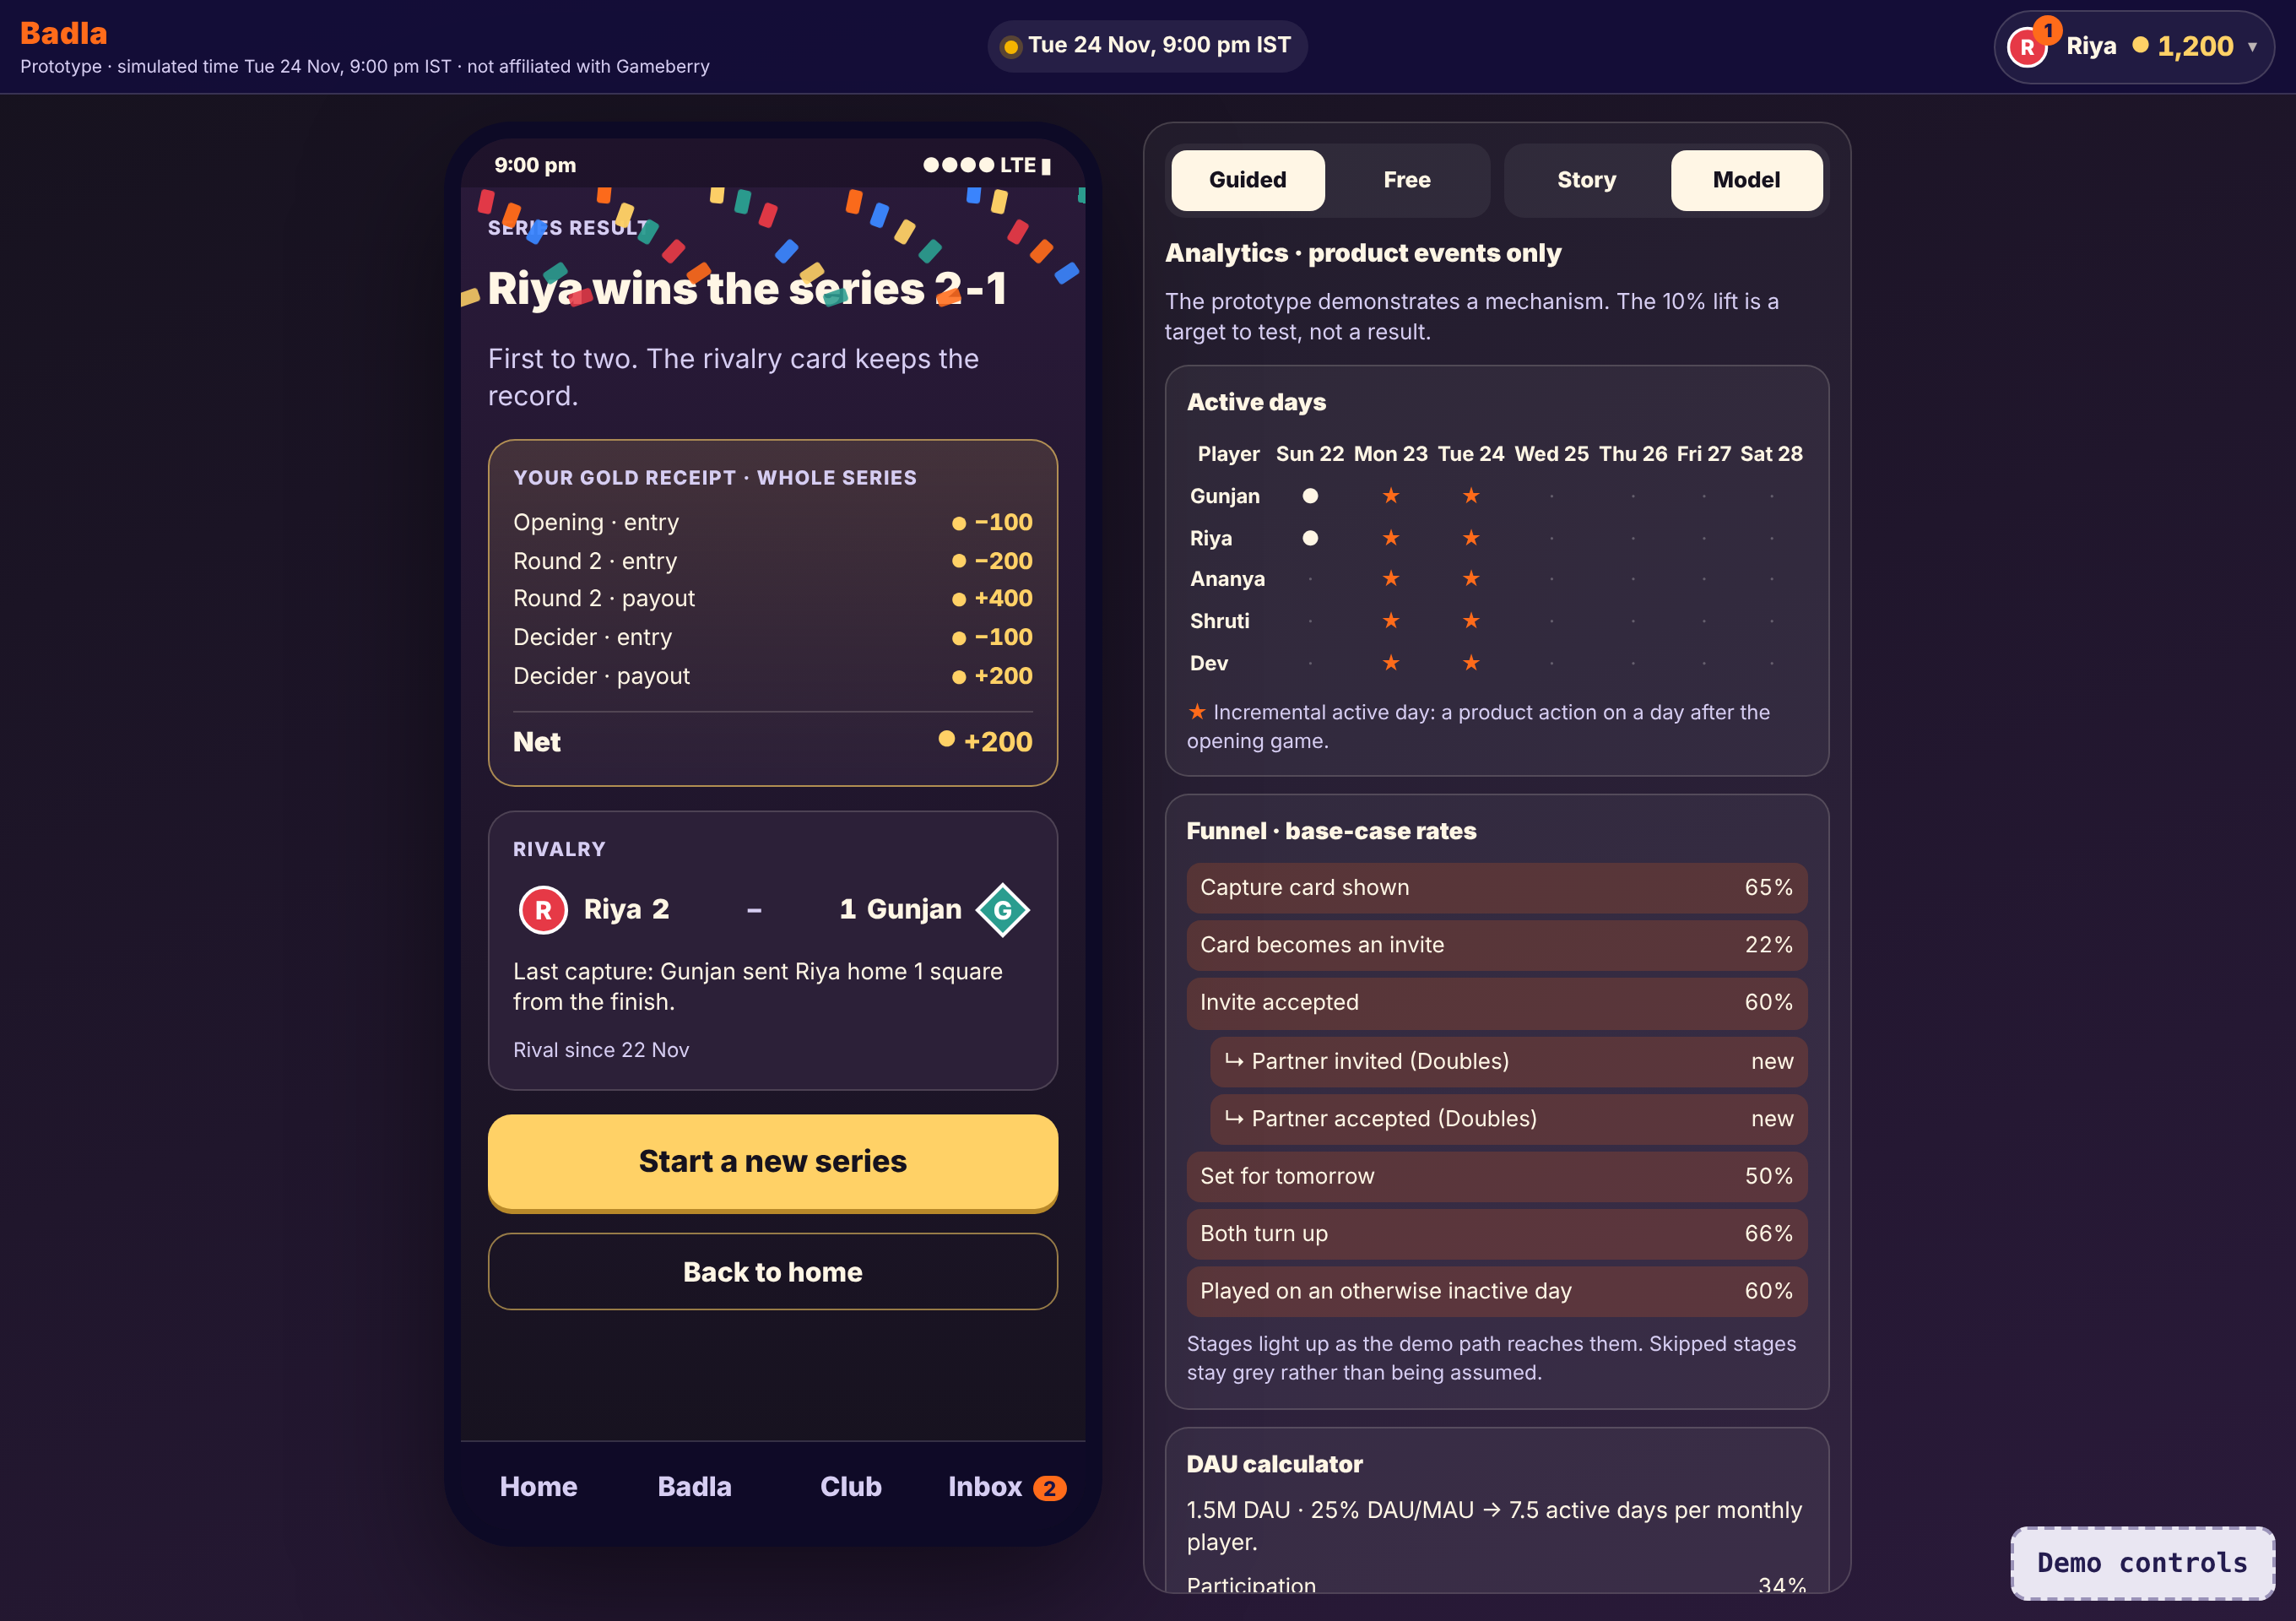 Badla
Prototype · simulated time Tue 24 Nov, 9:00 pm IST · not affiliated with Gameberry
Tue 24 Nov, 9:00 pm IST
R 1 Riya 1,200 ▾
9:00 pm LTE
SERIES RESULT
Riya wins the series 2-1
First to two. The rivalry card keeps the
record.
YOUR GOLD RECEIPT · WHOLE SERIES
Opening · entry −100
Round 2 · entry −200
Round 2 · payout +400
Decider · entry −100
Decider · payout +200
Net +200
RIVALRY
R Riya 2 – 1 Gunjan G
Last capture: Gunjan sent Riya home 1 square
from the finish.
Rival since 22 Nov
Start a new series
Back to home
Home Badla Club Inbox 2
Guided Free Story Model
Analytics · product events only
The prototype demonstrates a mechanism. The 10% lift is a
target to test, not a result.
Active days
Player Sun 22 Mon 23 Tue 24 Wed 25 Thu 26 Fri 27 Sat 28
Gunjan ● ★ ★ · · · ·
Riya ● ★ ★ · · · ·
Ananya · ★ ★ · · · ·
Shruti · ★ ★ · · · ·
Dev · ★ ★ · · · ·
★ Incremental active day: a product action on a day after the
opening game.
Funnel · base-case rates
Capture card shown 65%
Card becomes an invite 22%
Invite accepted 60%
↳ Partner invited (Doubles) new
↳ Partner accepted (Doubles) new
Set for tomorrow 50%
Both turn up 66%
Played on an otherwise inactive day 60%
Stages light up as the demo path reaches them. Skipped stages
stay grey rather than being assumed.
DAU calculator
1.5M DAU · 25% DAU/MAU → 7.5 active days per monthly
player.
Participation 34%
Demo controls